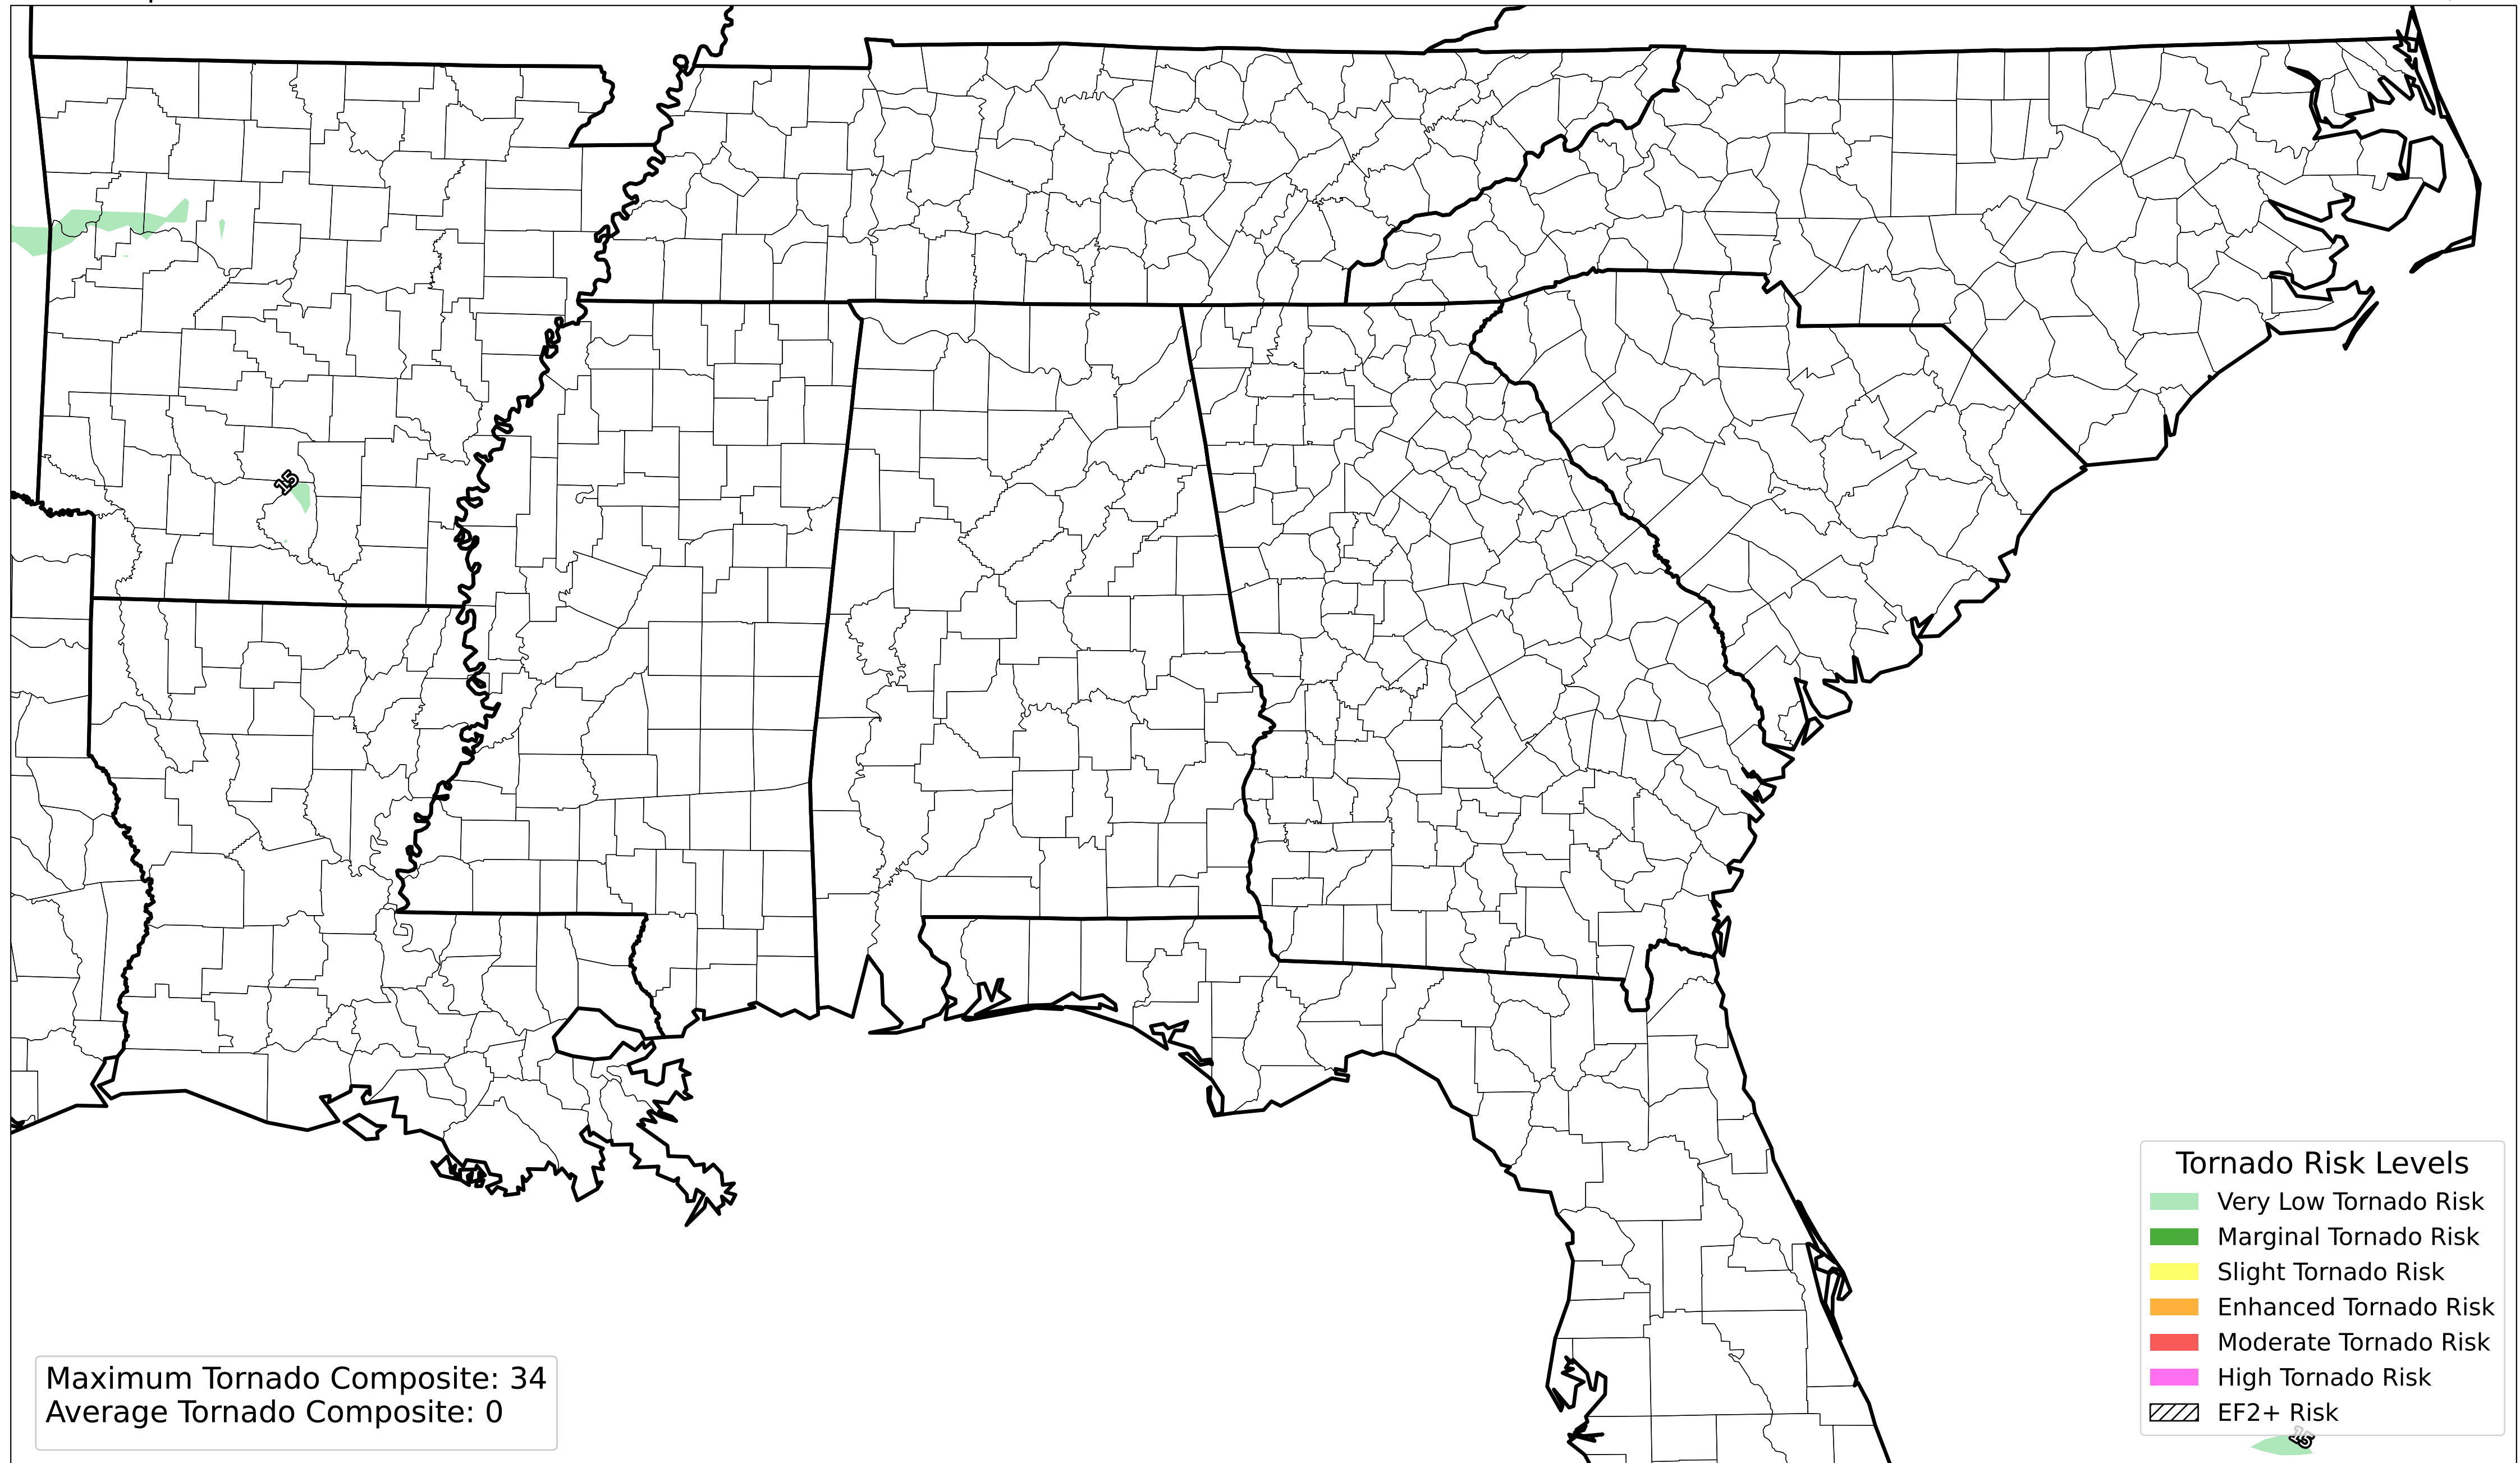 15
Tornado Risk Levels
Very Low Tornado Risk
Marginal Tornado Risk
Slight Tornado Risk
Enhanced Tornado Risk
Moderate Tornado Risk
High Tornado Risk
EF2+ Risk
15
Maximum Tornado Composite: 34
Average Tornado Composite: 0